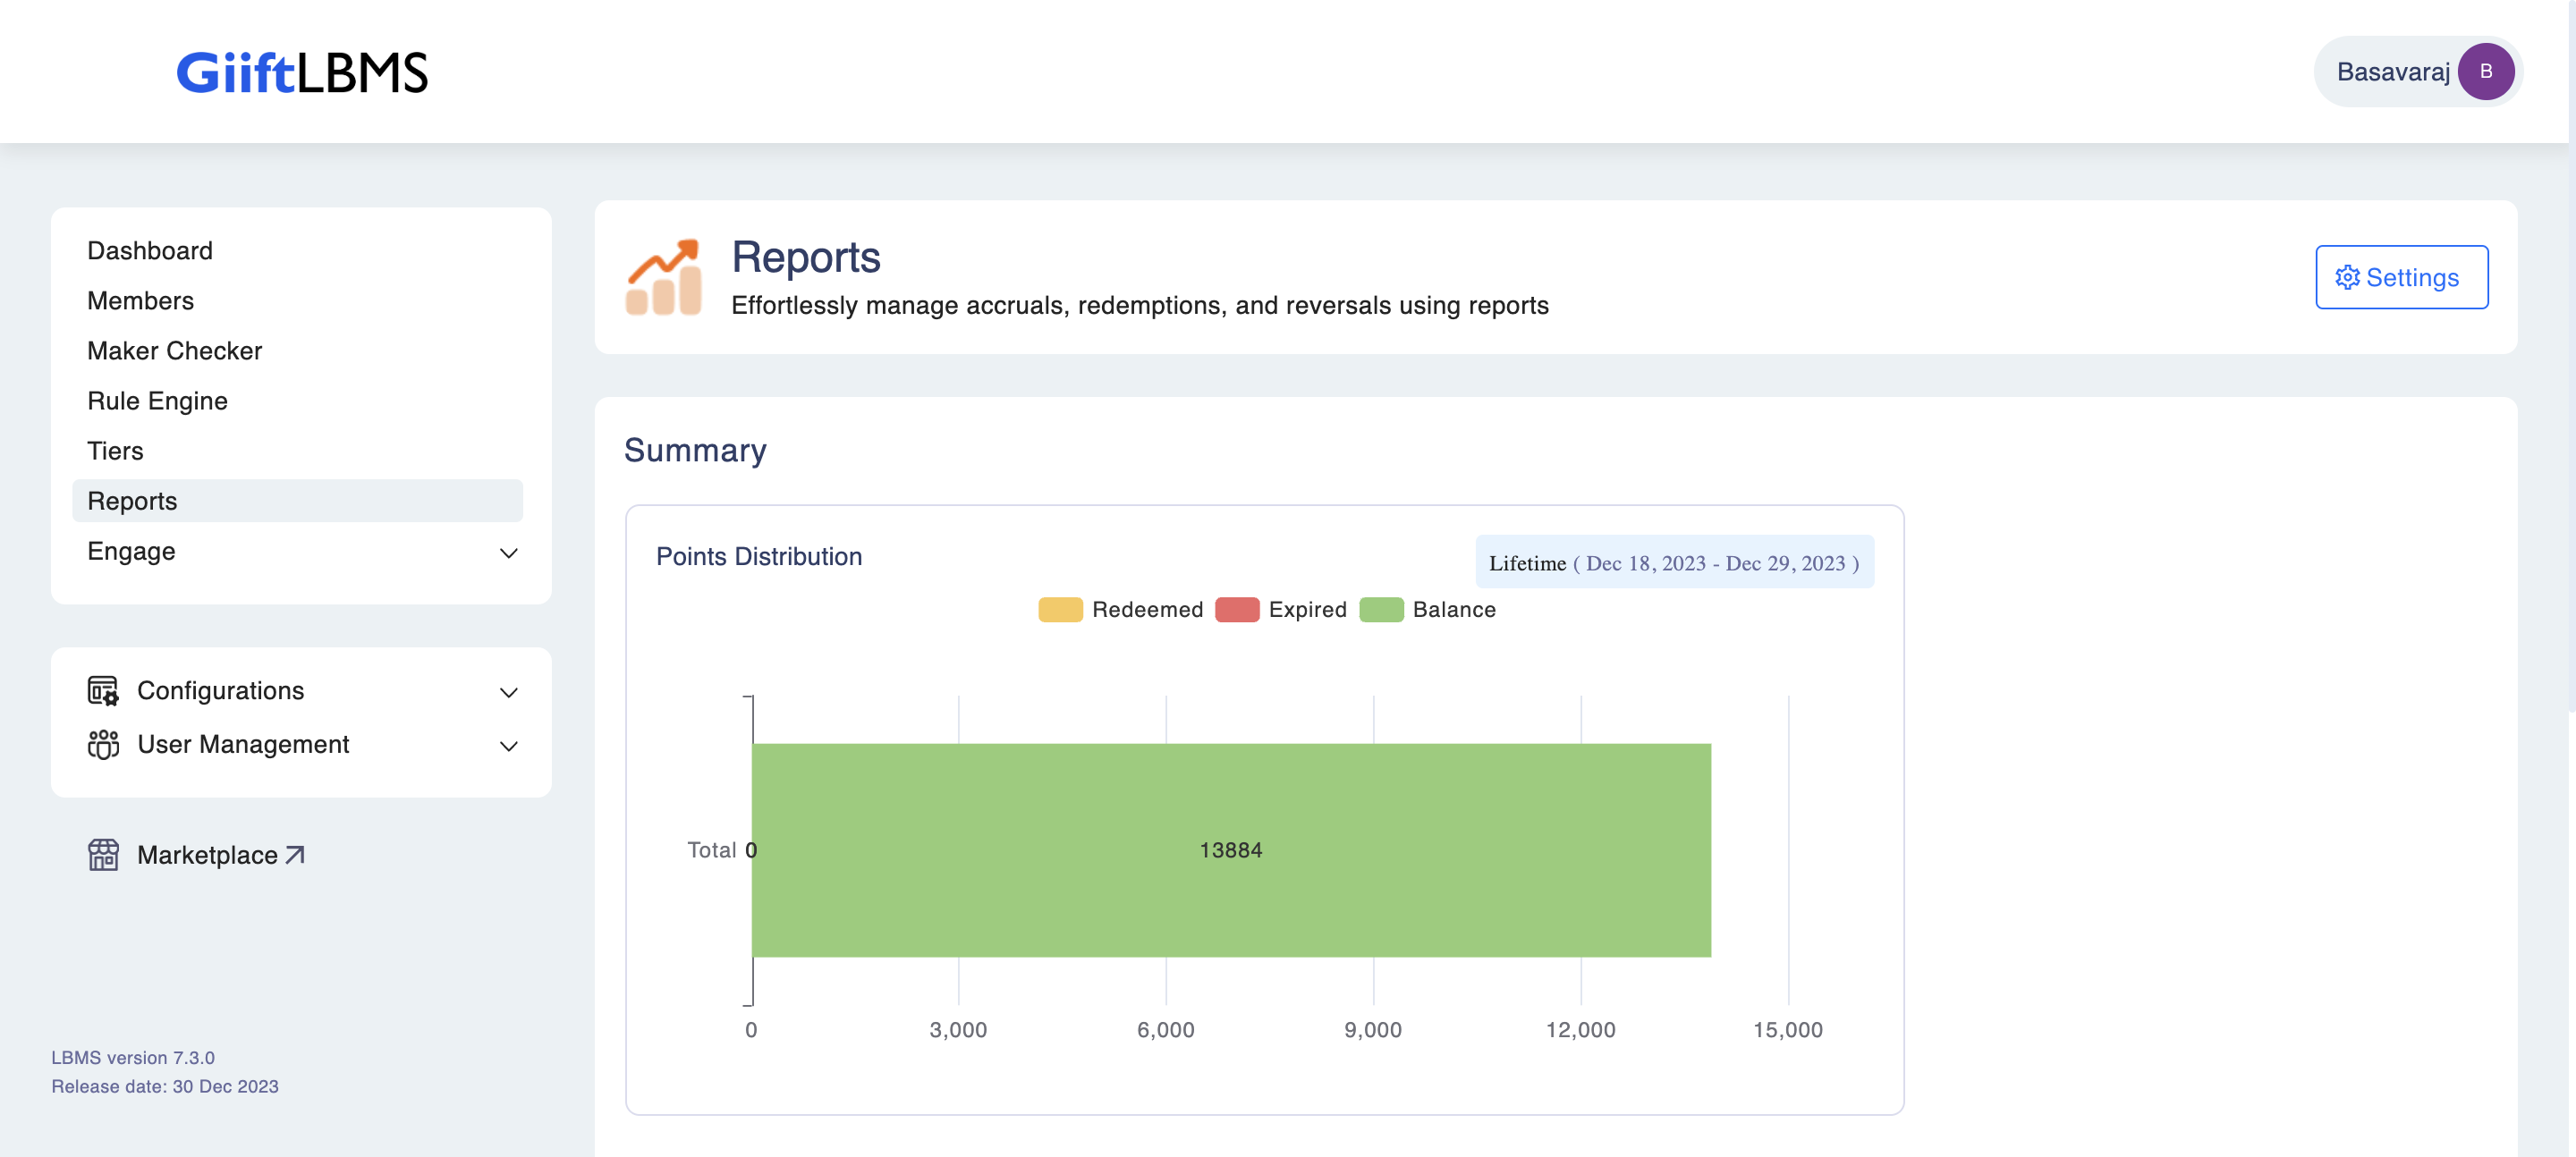 GiiftLBMS
Basavaraj B
Dashboard
Members
Maker Checker
Rule Engine
Tiers
Reports
Engage
Configurations
User Management
Marketplace
LBMS version 7.3.0
Release date: 30 Dec 2023
Reports
Effortlessly manage accruals, redemptions, and reversals using reports
Settings
Summary
Points Distribution
Lifetime ( Dec 18, 2023 - Dec 29, 2023 )
Redeemed Expired Balance
Total 0 13884
0 3,000 6,000 9,000 12,000 15,000